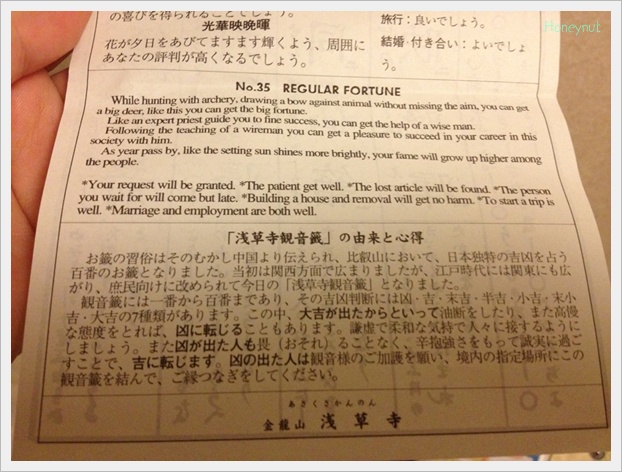 の喜びを得られることでしょう。
光華映晩暉
花が夕日をあびてますます輝くよう、周囲に
あなたの評判が高くなるでしょう。
旅行：良いでしょう。
結婚・付き合い：よいでしょ
う。
Honeynut
No.35 REGULAR FORTUNE
While hunting with archery, drawing a bow against animal without missing the aim, you can get
a big deer, like this you can get the big fortune.
Like an expert priest guide you to fine success, you can get the help of a wise man.
Following the teaching of a wireman you can get a pleasure to succeed in your career in this
society with him.
As year pass by, like the setting sun shines more brightly, your fame will grow up higher among
the people.
*Your request will be granted. *The patient get well. *The lost article will be found. *The person
you wait for will come but late. *Building a house and removal will get no harm. *To start a trip is
well. *Marriage and employment are both well.
「浅草寺観音籤」の由来と心得
お籤の習俗はそのむかし中国より伝えられ、比叡山において、日本独特の吉凶を占う
百番のお籤となりました。当初は関西方面で広まりましたが、江戸時代には関東にも広
がり、庶民向けに改められて今日の「浅草寺観音籤」となりました。
観音籤には一番から百番まであり、その吉凶判断には凶・吉・末吉・半吉・小吉・末小
吉・大吉の7種類があります。この中、大吉が出たからといって油断をしたり、また高慢
な態度をとれば、凶に転じることもあります。謙虚で柔和な気持で人々に接するように
しましょう。また凶が出た人も畏（おそれ）ることなく、辛抱強さをもって誠実に過ご
すことで、吉に転じます。凶の出た人は観音様のご加護を願い、境内の指定場所にこの
観音籤を結んで、ご縁つなぎをしてください。
あさくさかんのん
金龍山 浅草寺